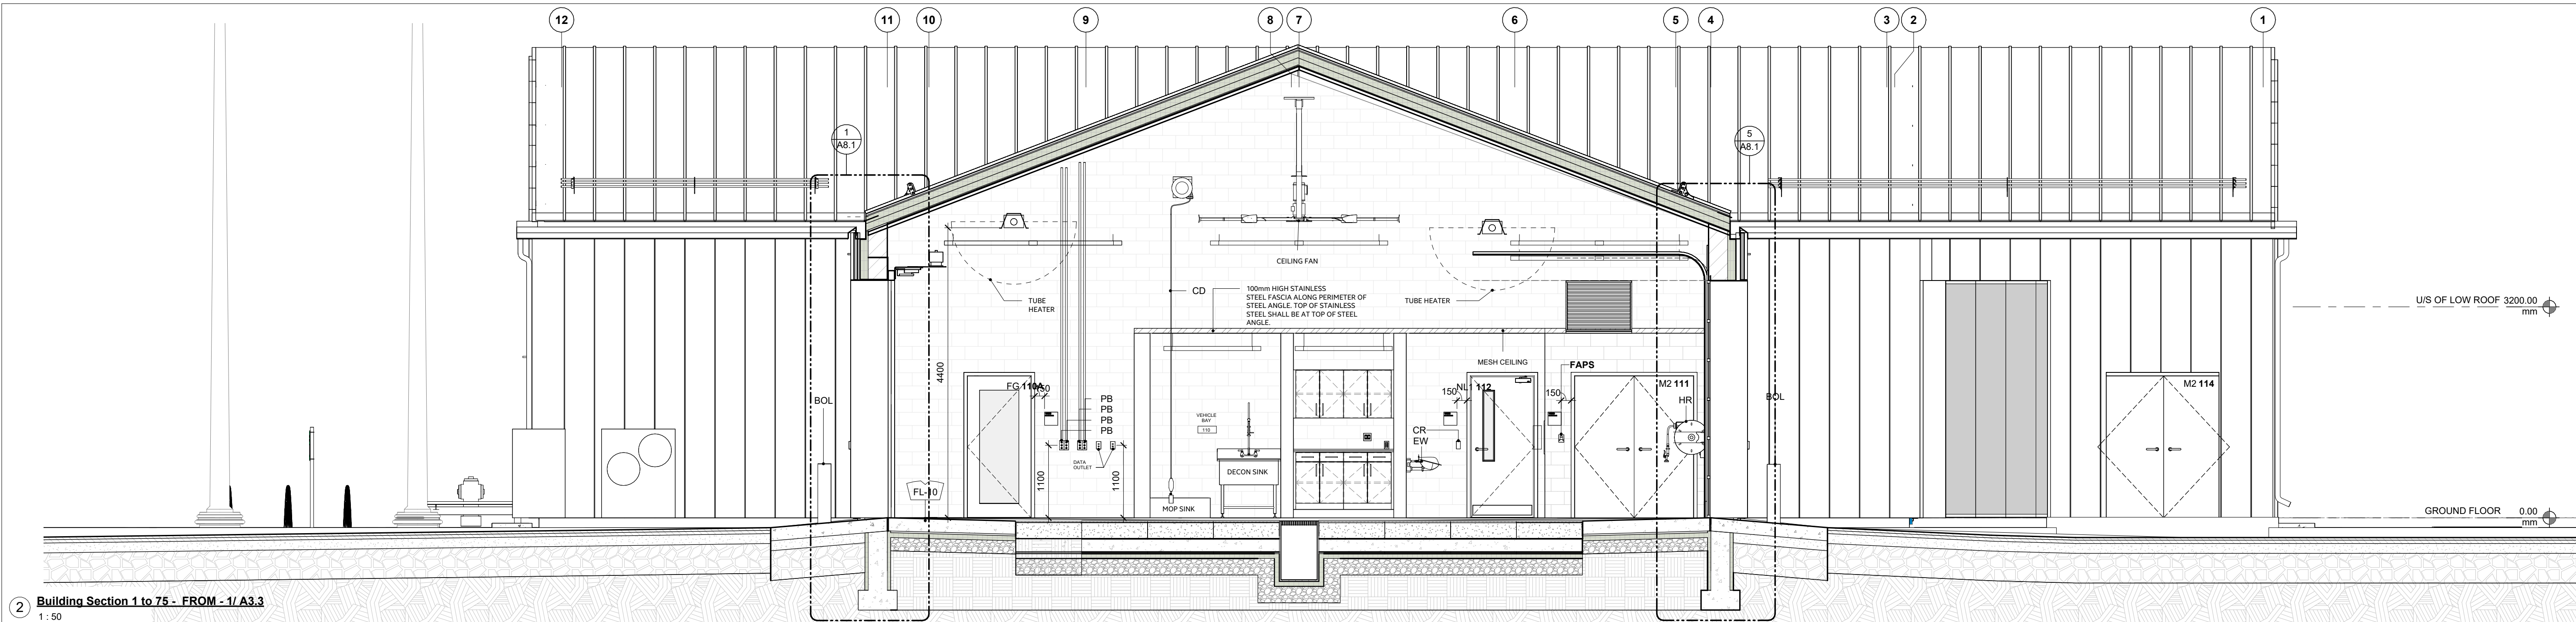 12
11
10
9
8
7
6
5
4
3
2
1
1
A8.1
5
A8.1
CEILING FAN
TUBE
HEATER
CD
100mm HIGH STAINLESS
STEEL FASCIA ALONG PERIMETER OF
STEEL ANGLE. TOP OF STAINLESS
STEEL SHALL BE AT TOP OF STEEL
ANGLE.
TUBE HEATER
U/S OF LOW ROOF 3200.00
mm
4400
MESH CEILING
FAPS
FG 110A
150
150
NL1 112
150
M2 111
M2 114
BOL
PB
PB
PB
PB
VEHICLE
BAY
110
CR
EW
HR
BOL
DATA
OUTLET
1100
1100
DECON SINK
FL-10
MOP SINK
GROUND FLOOR 0.00
mm
2
Building Section 1 to 75 - FROM - 1/ A3.3
1 : 50